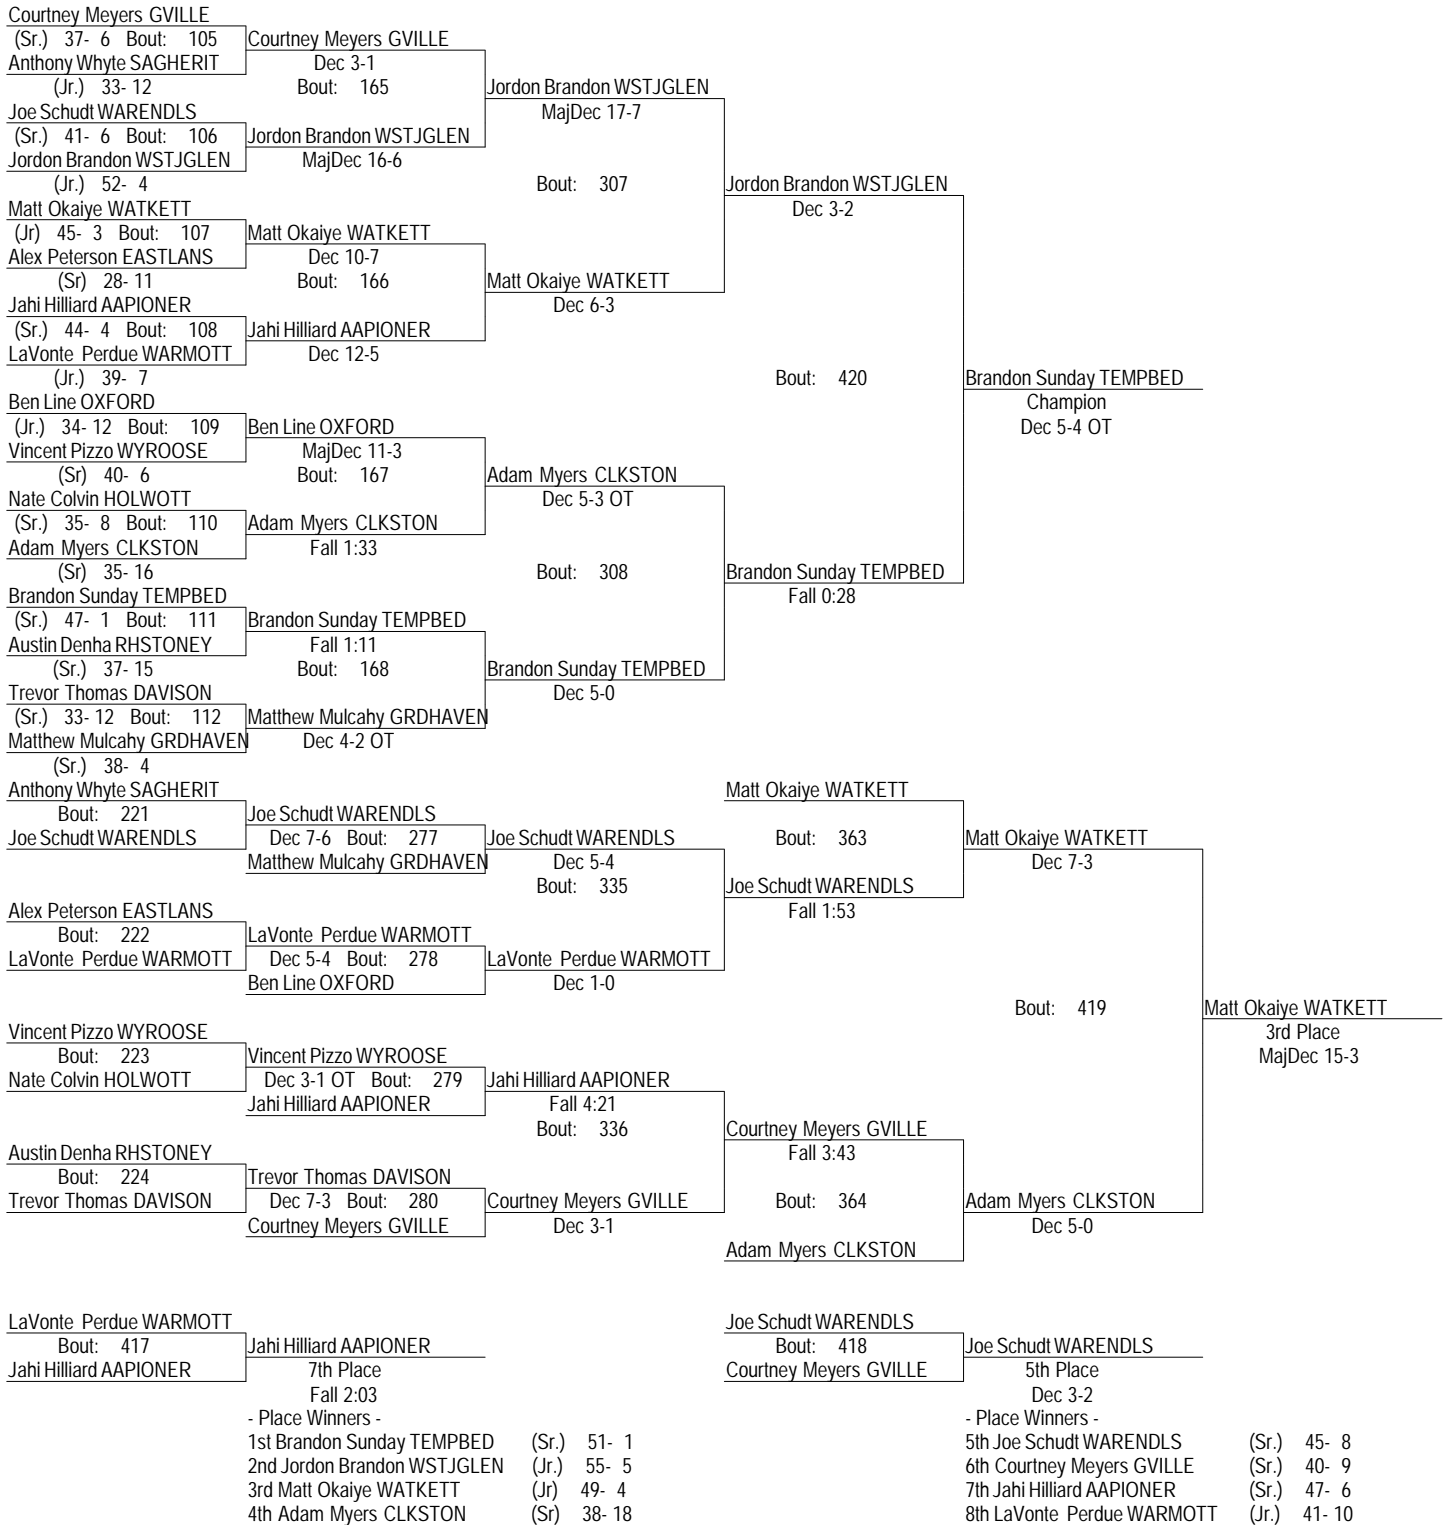 Courtney Meyers GVILLE
(Sr.) 37- 6 Bout: 105 Courtney Meyers GVILLE
Anthony Whyte SAGHERIT Dec 3-1
(Jr.) 33- 12 Bout: 165 Jordon Brandon WSTJGLEN
Joe Schudt WARENDLS MajDec 17-7
(Sr.) 41- 6 Bout: 106 Jordon Brandon WSTJGLEN
Jordon Brandon WSTJGLEN MajDec 16-6
(Jr.) 52- 4 Bout: 307 Jordon Brandon WSTJGLEN
Matt Okaiye WATKETT Dec 3-2
(Jr) 45- 3 Bout: 107 Matt Okaiye WATKETT
Alex Peterson EASTLANS Dec 10-7
(Sr) 28- 11 Bout: 166 Matt Okaiye WATKETT
Jahi Hilliard AAPIONER Dec 6-3
(Sr.) 44- 4 Bout: 108 Jahi Hilliard AAPIONER
LaVonte Perdue WARMOTT Dec 12-5
(Jr.) 39- 7 Bout: 420 Brandon Sunday TEMPBED
Ben Line OXFORD Champion
(Jr.) 34- 12 Bout: 109 Ben Line OXFORD Dec 5-4 OT
Vincent Pizzo WYROOSE MajDec 11-3
(Sr) 40- 6 Bout: 167 Adam Myers CLKSTON
Nate Colvin HOLWOTT Dec 5-3 OT
(Sr.) 35- 8 Bout: 110 Adam Myers CLKSTON
Adam Myers CLKSTON Fall 1:33
(Sr) 35- 16 Bout: 308 Brandon Sunday TEMPBED
Brandon Sunday TEMPBED Fall 0:28
(Sr.) 47- 1 Bout: 111 Brandon Sunday TEMPBED
Austin Denha RHSTONEY Fall 1:11
(Sr.) 37- 15 Bout: 168 Brandon Sunday TEMPBED
Trevor Thomas DAVISON Dec 5-0
(Sr.) 33- 12 Bout: 112 Matthew Mulcahy GRDHAVEN
Matthew Mulcahy GRDHAVEN Dec 4-2 OT
(Sr.) 38- 4
Anthony Whyte SAGHERIT Matt Okaiye WATKETT
Bout: 221 Joe Schudt WARENDLS
Joe Schudt WARENDLS Dec 7-6 Bout: 277 Joe Schudt WARENDLS Bout: 363 Matt Okaiye WATKETT
Matthew Mulcahy GRDHAVEN Dec 5-4 Dec 7-3
Bout: 335 Joe Schudt WARENDLS
Alex Peterson EASTLANS Fall 1:53
Bout: 222 LaVonte Perdue WARMOTT
LaVonte Perdue WARMOTT Dec 5-4 Bout: 278 LaVonte Perdue WARMOTT
Ben Line OXFORD Dec 1-0
Bout: 419 Matt Okaiye WATKETT
Vincent Pizzo WYROOSE 3rd Place
Bout: 223 Vincent Pizzo WYROOSE MajDec 15-3
Nate Colvin HOLWOTT Dec 3-1 OT Bout: 279 Jahi Hilliard AAPIONER
Jahi Hilliard AAPIONER Fall 4:21
Bout: 336 Courtney Meyers GVILLE
Austin Denha RHSTONEY Fall 3:43
Bout: 224 Trevor Thomas DAVISON
Trevor Thomas DAVISON Dec 7-3 Bout: 280 Courtney Meyers GVILLE Bout: 364 Adam Myers CLKSTON
Courtney Meyers GVILLE Dec 3-1 Dec 5-0
Adam Myers CLKSTON
LaVonte Perdue WARMOTT Joe Schudt WARENDLS
Bout: 417 Jahi Hilliard AAPIONER Bout: 418 Joe Schudt WARENDLS
Jahi Hilliard AAPIONER 7th Place Courtney Meyers GVILLE 5th Place
Fall 2:03 Dec 3-2
- Place Winners - - Place Winners -
1st Brandon Sunday TEMPBED (Sr.) 51- 1 5th Joe Schudt WARENDLS (Sr.) 45- 8
2nd Jordon Brandon WSTJGLEN (Jr.) 55- 5 6th Courtney Meyers GVILLE (Sr.) 40- 9
3rd Matt Okaiye WATKETT (Jr) 49- 4 7th Jahi Hilliard AAPIONER (Sr.) 47- 6
4th Adam Myers CLKSTON (Sr) 38- 18 8th LaVonte Perdue WARMOTT (Jr.) 41- 10